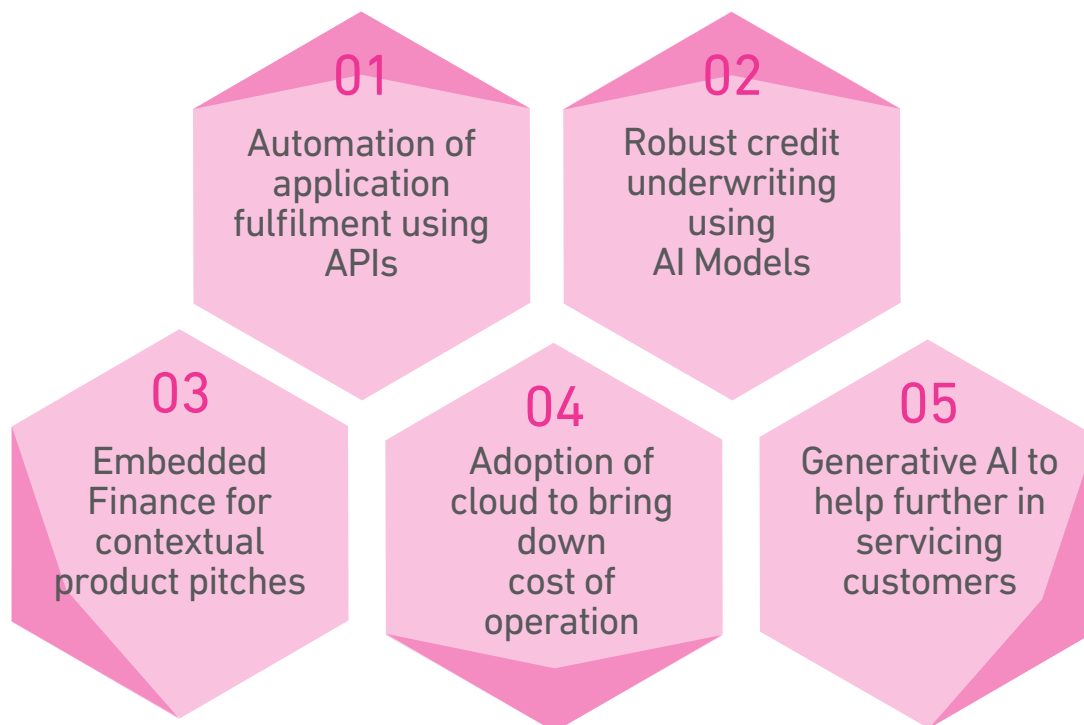 01
Automation of
application
fulfilment using
APIs
02
Robust credit
underwriting
using
AI Models
03
Embedded
Finance for
contextual
product pitches
04
Adoption of
cloud to bring
down
cost of
operation
05
Generative AI to
help further in
servicing
customers